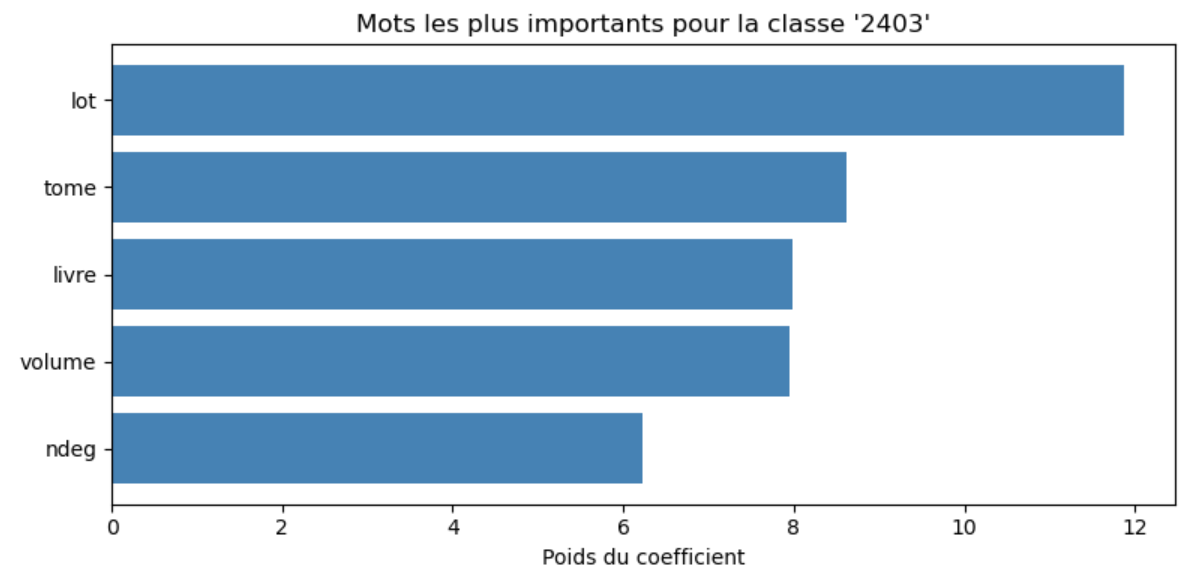 Mots les plus importants pour la classe '2403'
lot
tome
livre
volume
ndeg
0 2 4 6 8 10 12
Poids du coefficient